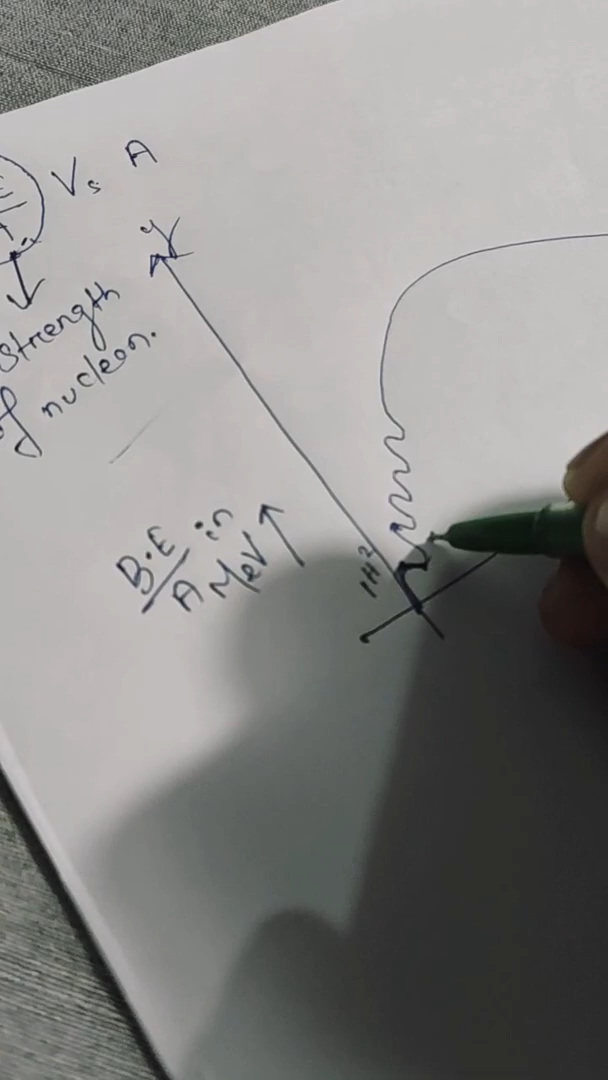 E/A Vs A
Strength
of nucleon.
y
B.E/A in
MeV
1H2